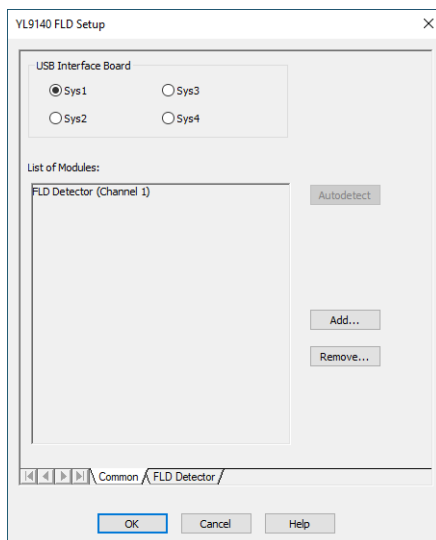 YL9140 FLD Setup
USB Interface Board
Sys1
Sys3
Sys2
Sys4
List of Modules:
FLD Detector (Channel 1)
Autodetect
Add...
Remove...
Common
FLD Detector
OK
Cancel
Help